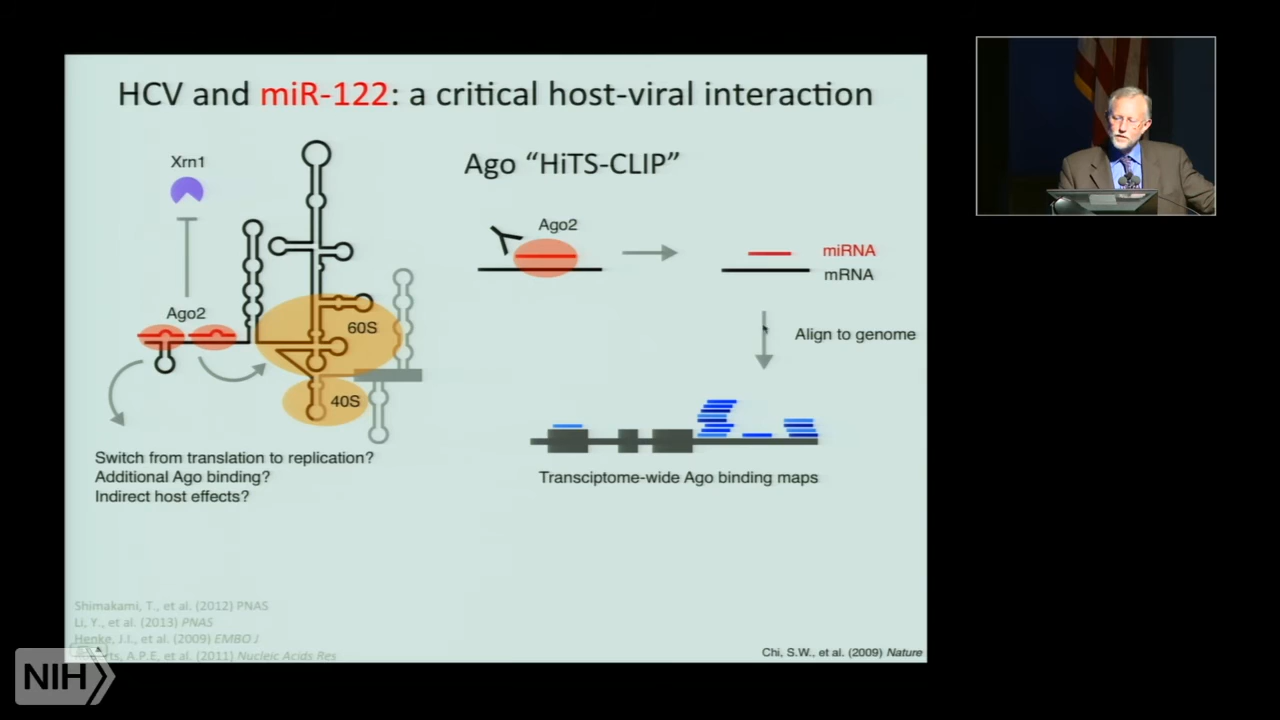 HCV and miR-122: a critical host-viral interaction
Xrn1
Ago2
60S
40S
Switch from translation to replication?
Additional Ago binding?
Indirect host effects?
Ago “HiTS-CLIP”
Ago2
miRNA
mRNA
Align to genome
Transciptome-wide Ago binding maps
Shimakami, T., et al. (2012) PNAS
Li, Y., et al. (2013) PNAS
Henke, J.I., et al. (2009) EMBO J
A.P.E, et al. (2011) Nucleic Acids Res
Chi, S.W., et al. (2009) Nature
NIH